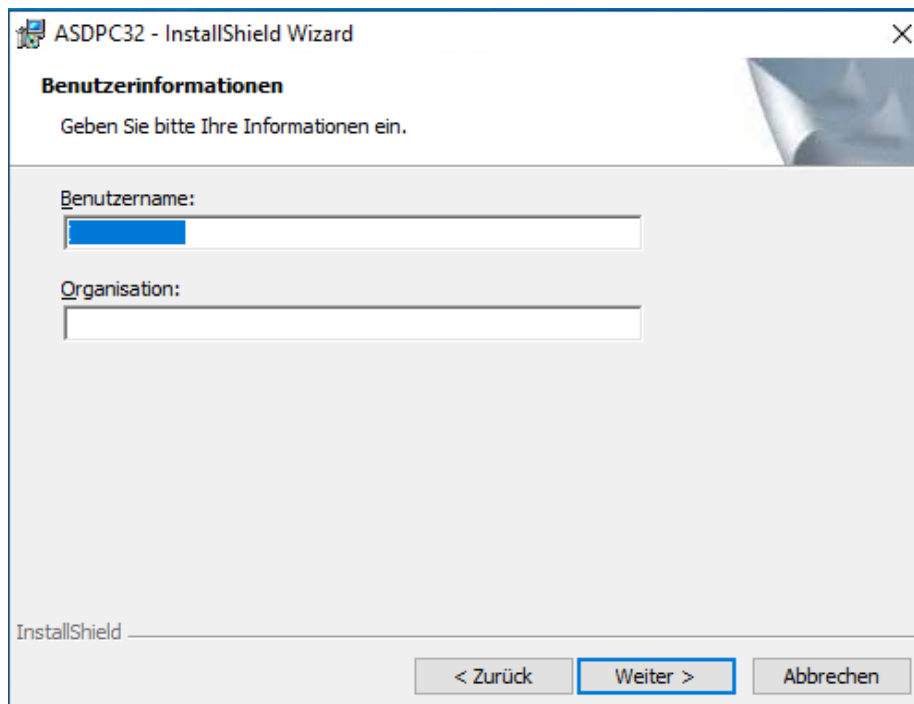 ASDPC32 - InstallShield Wizard
Benutzerinformationen
Geben Sie bitte Ihre Informationen ein.
Benutzername:
Organisation:
InstallShield
< Zurück
Weiter >
Abbrechen